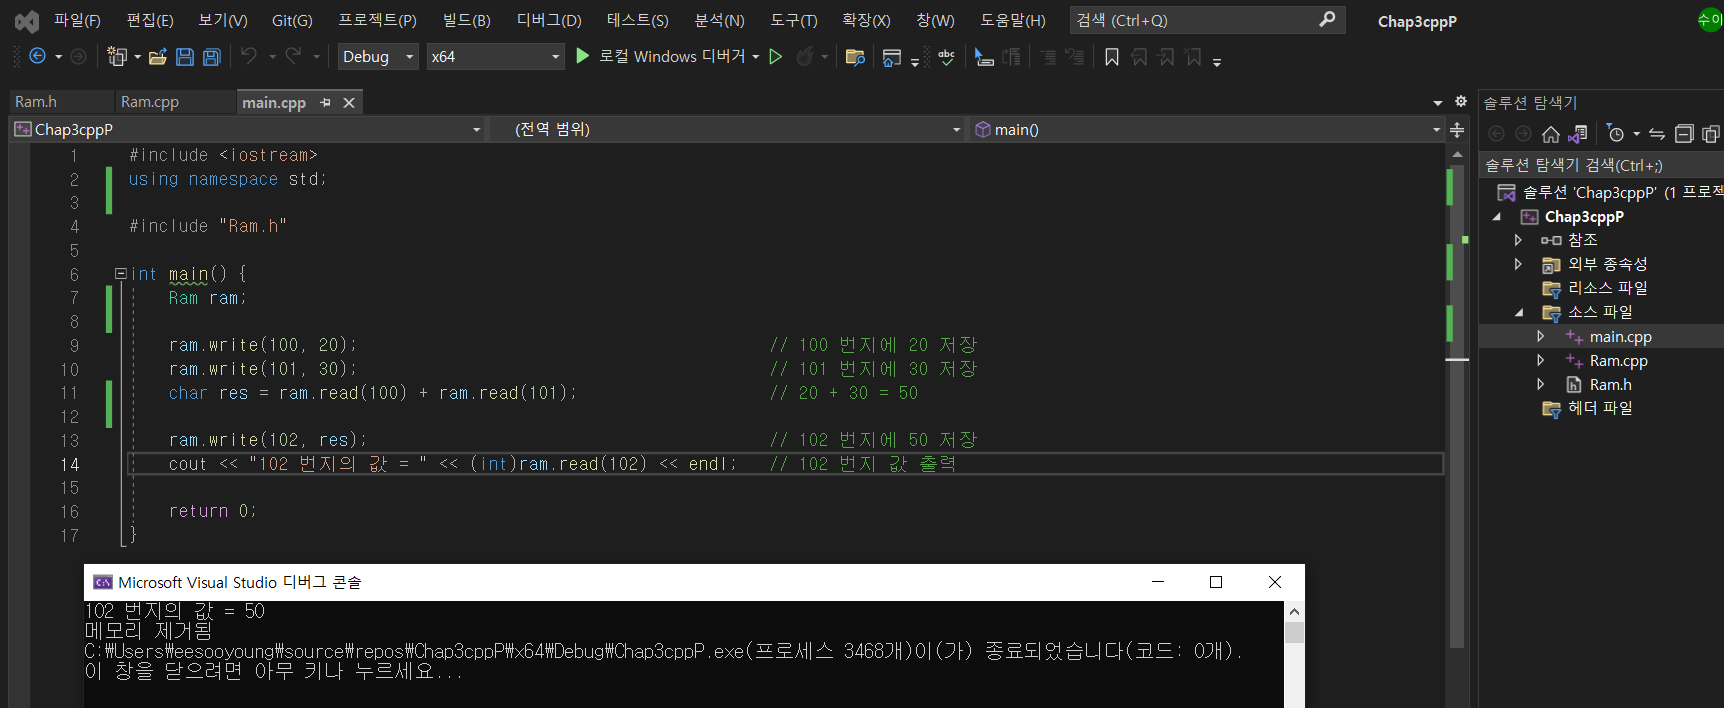 파일(F) 편집(E) 보기(V) Git(G) 프로젝트(P) 빌드(B) 디버그(D) 테스트(S) 분석(N) 도구(T) 확장(X) 창(W) 도움말(H) 검색 (Ctrl+Q) Chap3cppP 수이
Debug x64 로컬 Windows 디버거
Ram.h Ram.cpp main.cpp
Chap3cppP (전역 범위) main()
1 #include <iostream>
2 using namespace std;
3
4 #include "Ram.h"
5
6 int main() {
7 Ram ram;
8
9 ram.write(100, 20); // 100 번지에 20 저장
10 ram.write(101, 30); // 101 번지에 30 저장
11 char res = ram.read(100) + ram.read(101); // 20 + 30 = 50
12
13 ram.write(102, res); // 102 번지에 50 저장
14 cout << "102 번지의 값 = " << (int)ram.read(102) << endl; // 102 번지 값 출력
15
16 return 0;
17 }
Microsoft Visual Studio 디버그 콘솔
102 번지의 값 = 50
메모리 제거됨
C:₩Users₩eesooyoung₩source₩repos₩Chap3cppP₩x64₩Debug₩Chap3cppP.exe(프로세스 3468개)이(가) 종료되었습니다(코드: 0개).
이 창을 닫으려면 아무 키나 누르세요...
솔루션 탐색기
솔루션 탐색기 검색(Ctrl+;)
솔루션 'Chap3cppP' (1 프로젝
Chap3cppP
참조
외부 종속성
리소스 파일
소스 파일
main.cpp
Ram.cpp
Ram.h
헤더 파일